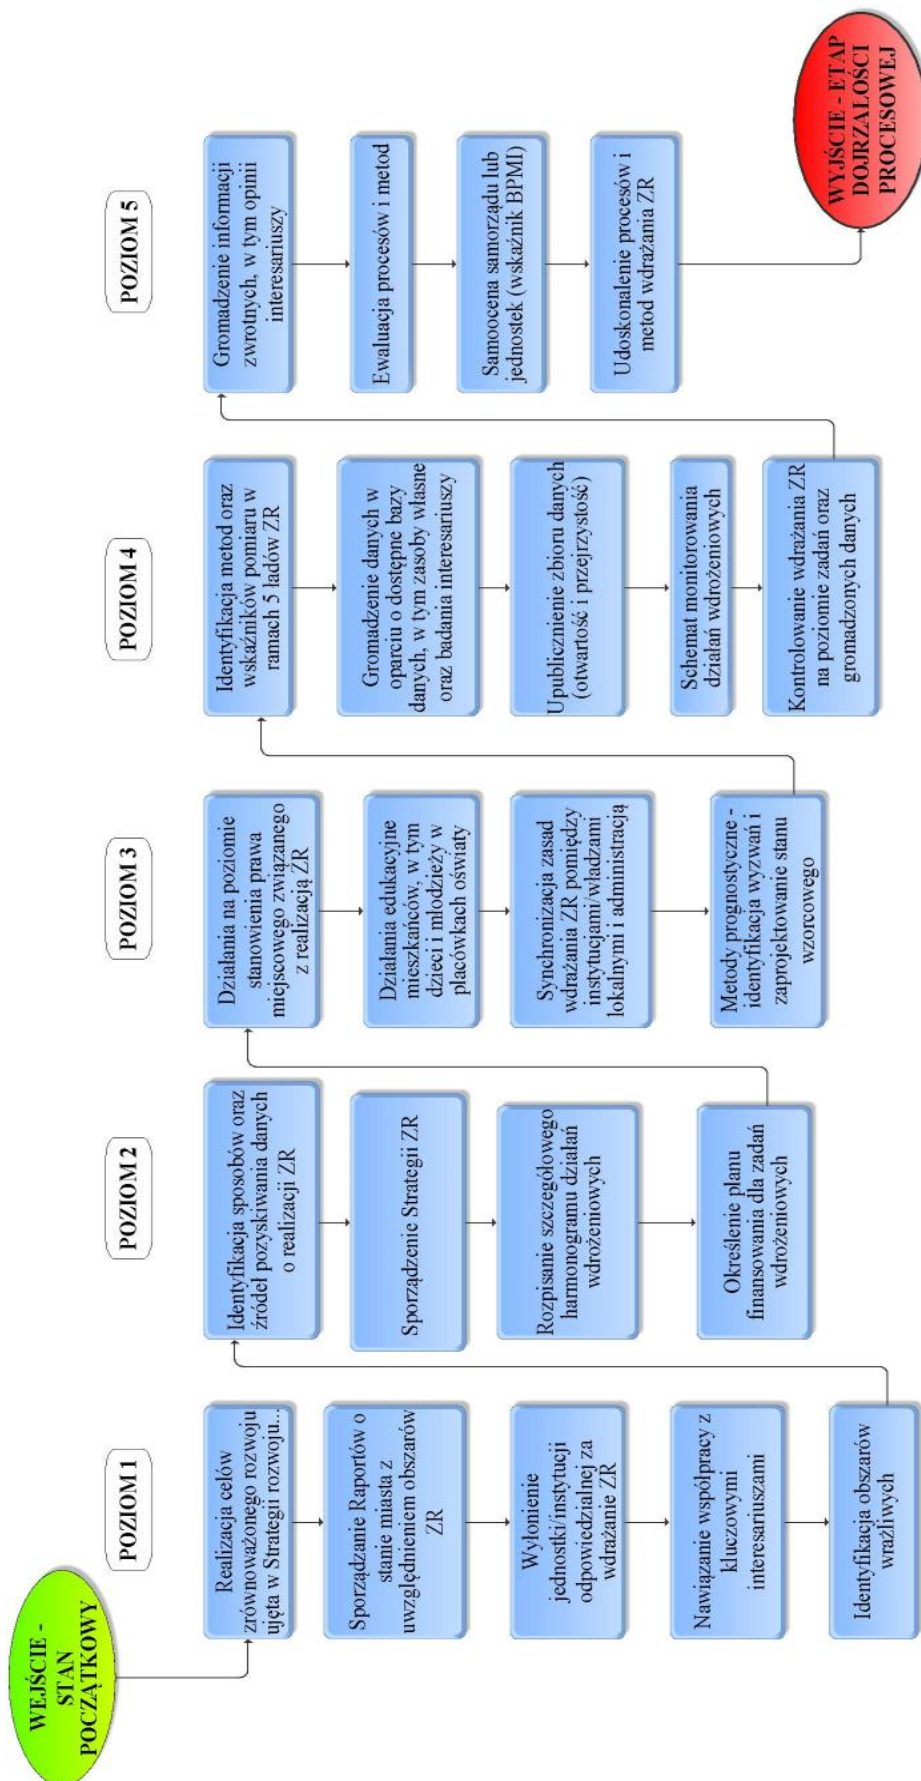 WEJŚCIE -
STAN
POCZĄTKOWY
POZIOM 1
Realizacja celów
zrównoważonego rozwoju
ujęta w Strategii rozwoju...
Sporządzanie Raportów o
stanie miasta z
uwzględnieniem obszarów
ZR
Wyłonienie
jednostki/instytucji
odpowiedzialnej za
wdrażanie ZR
Nawiązanie współpracy z
kluczowymi
interesariuszami
Identyfikacja obszarów
wrażliwych
POZIOM 2
Identyfikacja sposobów oraz
źródeł pozyskiwania danych
o realizacji ZR
Sporządzenie Strategii ZR
Rozpisanie szczegółowego
harmonogramu działań
wdrożeniowych
Określenie planu
finansowania dla zadań
wdrożeniowych
POZIOM 3
Działania na poziomie
stanowienia prawa
miejscowego związanego
z realizacją ZR
Działania edukacyjne
mieszkańców, w tym
dzieci i młodzieży w
placówkach oświaty
Synchronizacja zasad
wdrażania ZR pomiędzy
instytucjami/władzami
lokalnymi i administracją
Metody prognostyczne -
identyfikacja wyzwań i
zaprojektowanie stanu
wzorcowego
POZIOM 4
Identyfikacja metod oraz
wskaźników pomiaru w
ramach 5 ładów ZR
Gromadzenie danych w
oparciu o dostępne bazy
danych, w tym zasoby własne
oraz badania interesariuszy
Upublicznienie zbioru danych
(otwartość i przejrzystość)
Schemat monitorowania
działań wdrożeniowych
Kontrolowanie wdrażania ZR
na poziomie zadań oraz
gromadzonych danych
POZIOM 5
Gromadzenie informacji
zwrotnych, w tym opinii
interesariuszy
Ewaluacja procesów i metod
Samoocena samorządu lub
jednostek (wskaźnik BPMI)
Udoskonalenie procesów i
metod wdrażania ZR
WYJŚCIE - ETAP
DOJRZAŁOŚCI
PROCESOWEJ